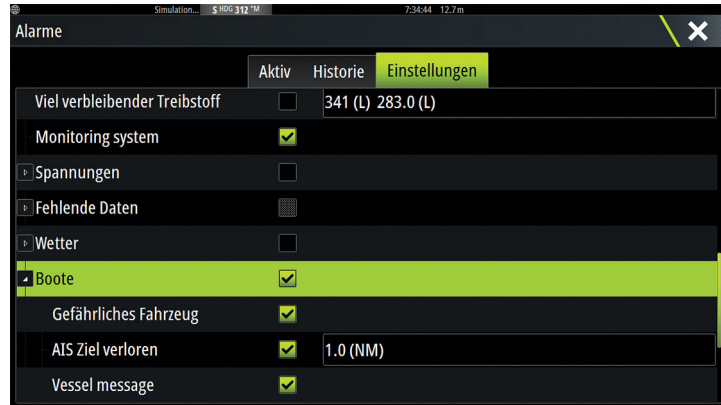 Simulation... S HDG 312 °M 7:34:44 12.7 m
Alarme
Aktiv Historie Einstellungen
Viel verbleibender Treibstoff 341 (L) 283.0 (L)
Monitoring system
Spannungen
Fehlende Daten
Wetter
Boote
Gefährliches Fahrzeug
AIS Ziel verloren 1.0 (NM)
Vessel message